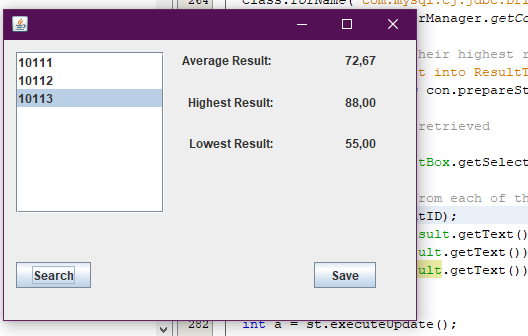 264
Class.forName("com.mysql.cj.jdbc.Dri
rManager.getCo
heir highest r
t into ResultT
con.prepareSt
retrieved
tBox.getSelect
rom each of th
tID);
sult.getText()
ult.getText())
ult.getText())
282 int a = st.executeUpdate();
10111
10112
10113
Average Result: 72,67
Highest Result: 88,00
Lowest Result: 55,00
Search
Save